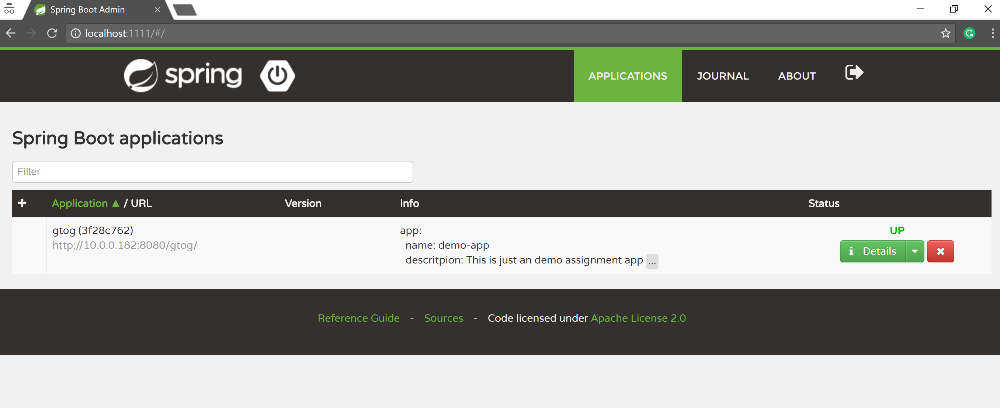 Spring Boot Admin
localhost:1111/#/
spring
APPLICATIONS JOURNAL ABOUT
Spring Boot applications
Filter
Application ▲ / URL Version Info Status
gtog (3f28c762) app: UP
http://10.0.0.182:8080/gtog/ name: demo-app
Details
descritpion: This is just an demo assignment app ...
Reference Guide - Sources - Code licensed under Apache License 2.0